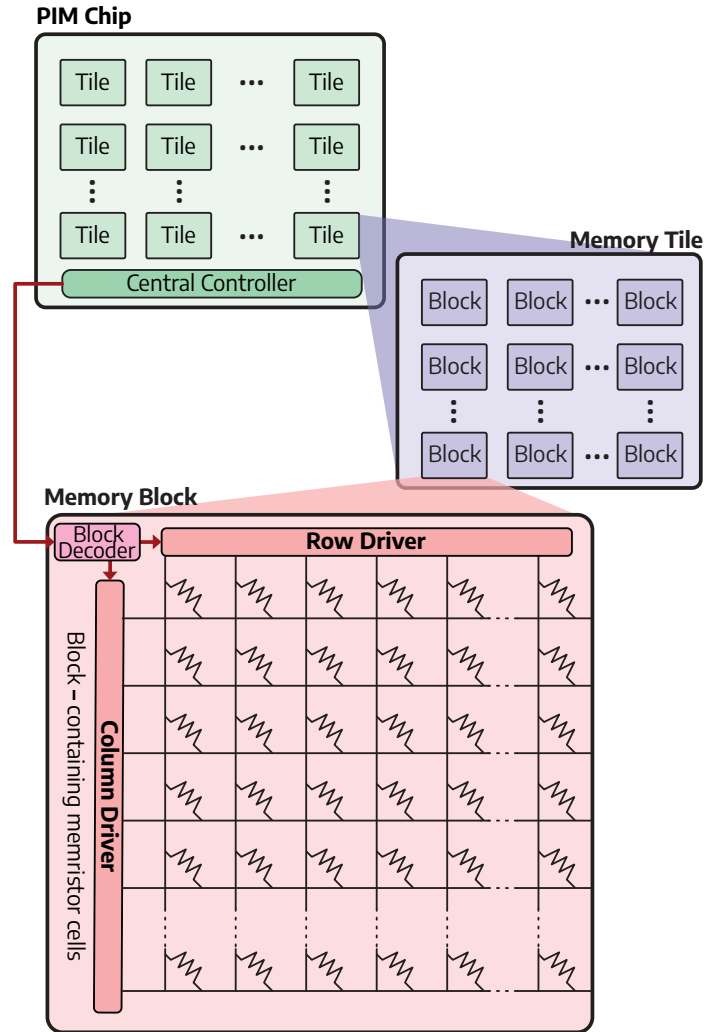 PIM Chip
Tile Tile ... Tile
Tile Tile ... Tile
Tile Tile ... Tile
Central Controller
Memory Tile
Block Block ... Block
Block Block ... Block
Block Block ... Block
Memory Block
Block
Decoder
Row Driver
Column Driver
Block – containing memristor cells